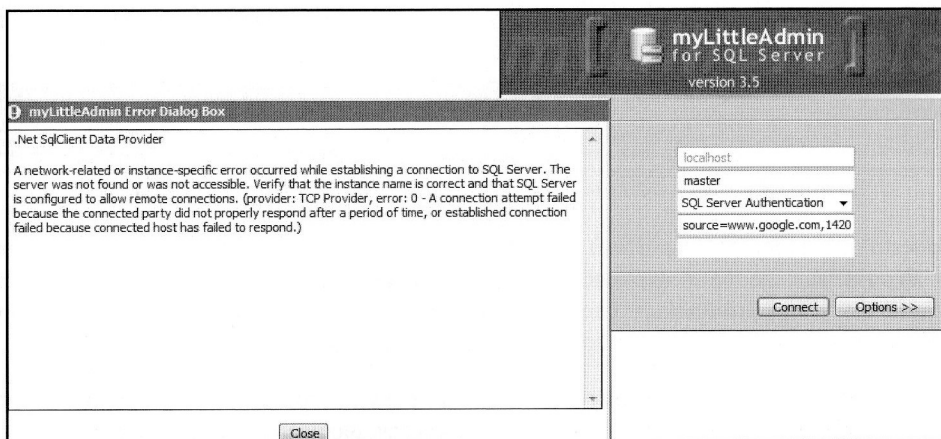 myLittleAdmin
for SQL Server
version 3.5
myLittleAdmin Error Dialog Box
.Net SqlClient Data Provider
A network-related or instance-specific error occurred while establishing a connection to SQL Server. The
server was not found or was not accessible. Verify that the instance name is correct and that SQL Server
is configured to allow remote connections. (provider: TCP Provider, error: 0 - A connection attempt failed
because the connected party did not properly respond after a period of time, or established connection
failed because connected host has failed to respond.)
Close
localhost
master
SQL Server Authentication
source=www.google.com,1420
Connect
Options >>